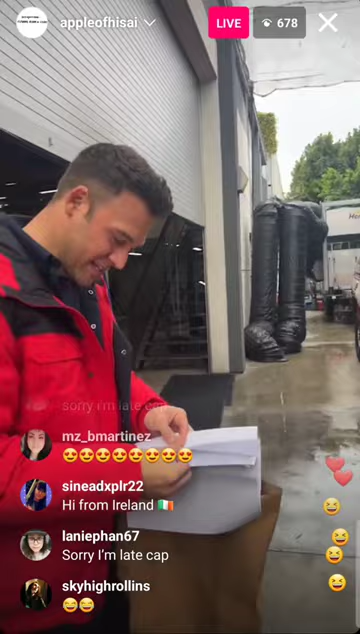 appleofhisai
LIVE
678
sorry i'm late cap
mz_bmartinez
😍😍😍😍😍😍😍😍😍
sineadxplr22
Hi from Ireland 🇮🇪
laniephan67
Sorry I'm late cap
skyhighrollins
😂😂